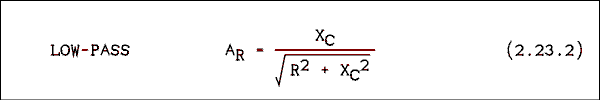 LOW-PASS A_R = X_C / √(R² + X_C²) (2.23.2)